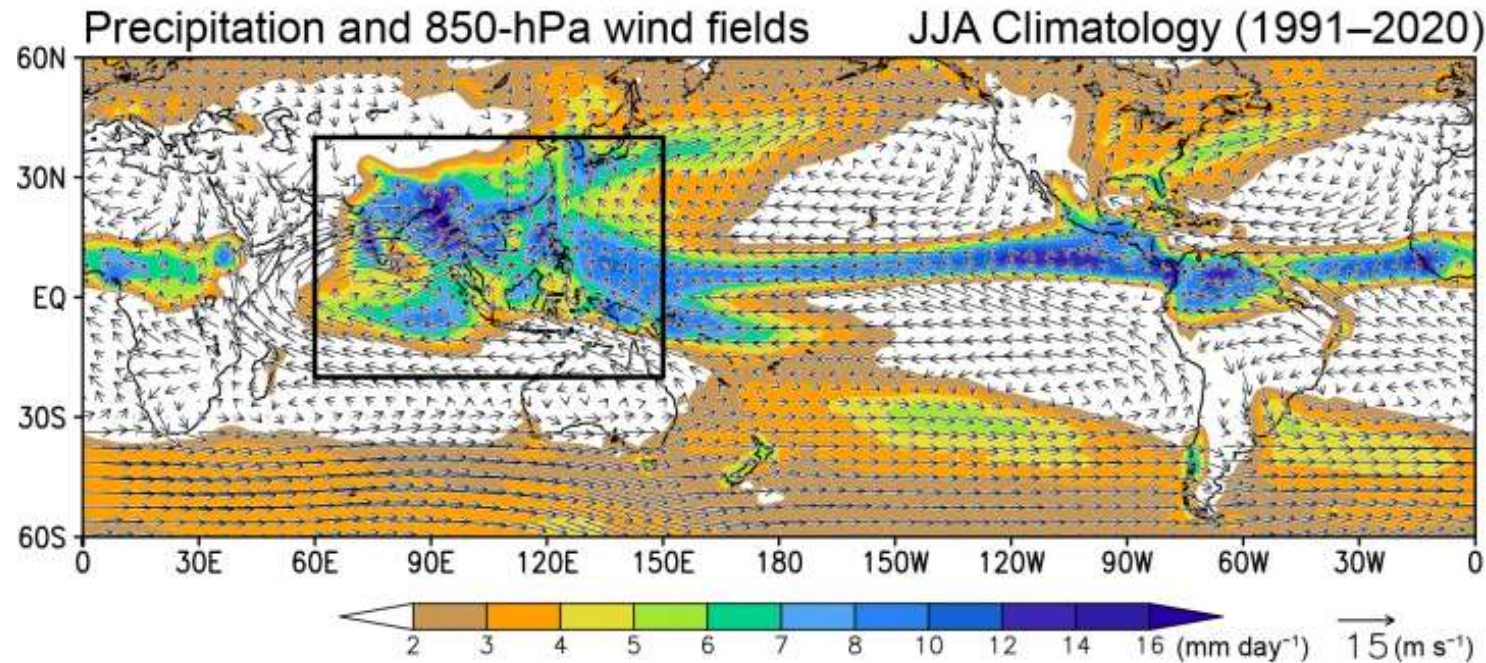 Precipitation and 850-hPa wind fields JJA Climatology (1991–2020)
60N
30N
EQ
30S
60S
0 30E 60E 90E 120E 150E 180 150W 120W 90W 60W 30W 0
2 3 4 5 6 7 8 10 12 14 16 (mm day⁻¹) 15 (m s⁻¹)